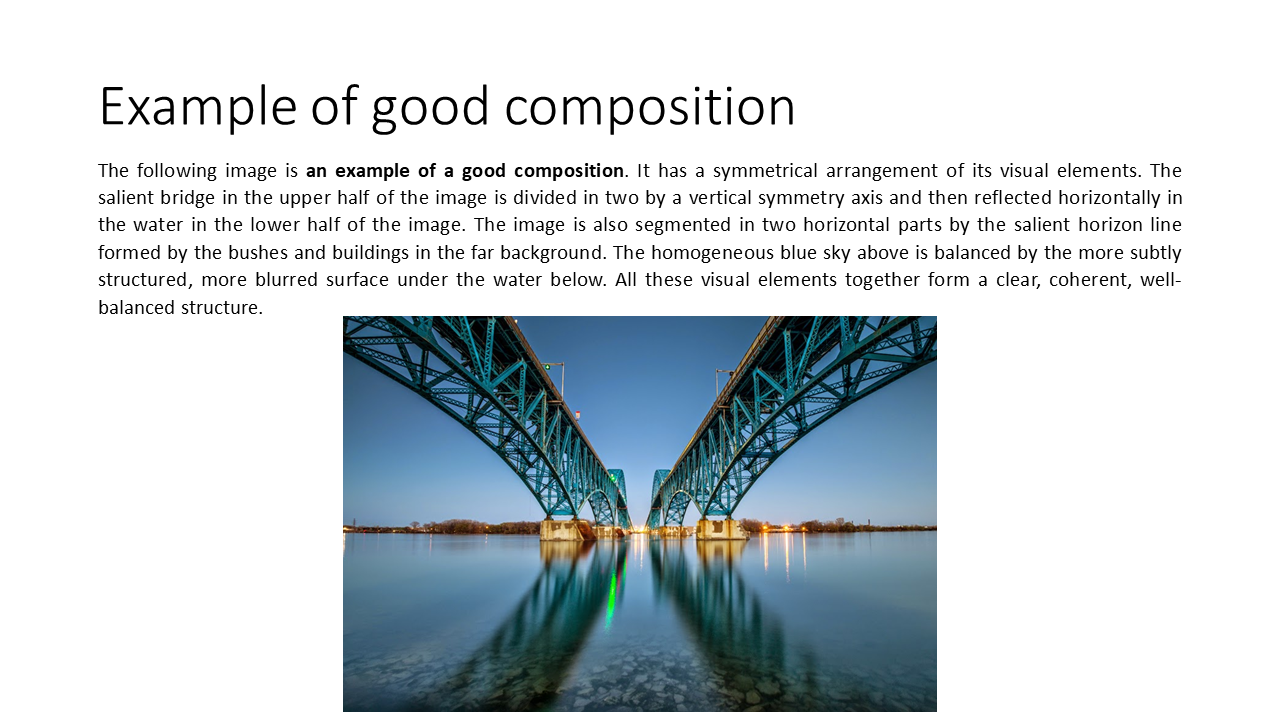 Example of good composition
The following image is an example of a good composition. It has a symmetrical arrangement of its visual elements. The
salient bridge in the upper half of the image is divided in two by a vertical symmetry axis and then reflected horizontally in
the water in the lower half of the image. The image is also segmented in two horizontal parts by the salient horizon line
formed by the bushes and buildings in the far background. The homogeneous blue sky above is balanced by the more subtly
structured, more blurred surface under the water below. All these visual elements together form a clear, coherent, well-
balanced structure.